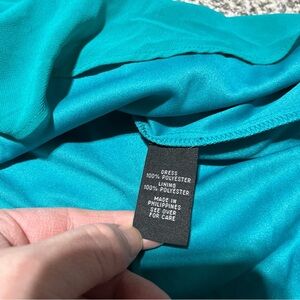 DRESS
100% POLYESTER
LINING
100% POLYESTER
MADE IN
PHILIPPINES
SEE OVER
FOR CARE